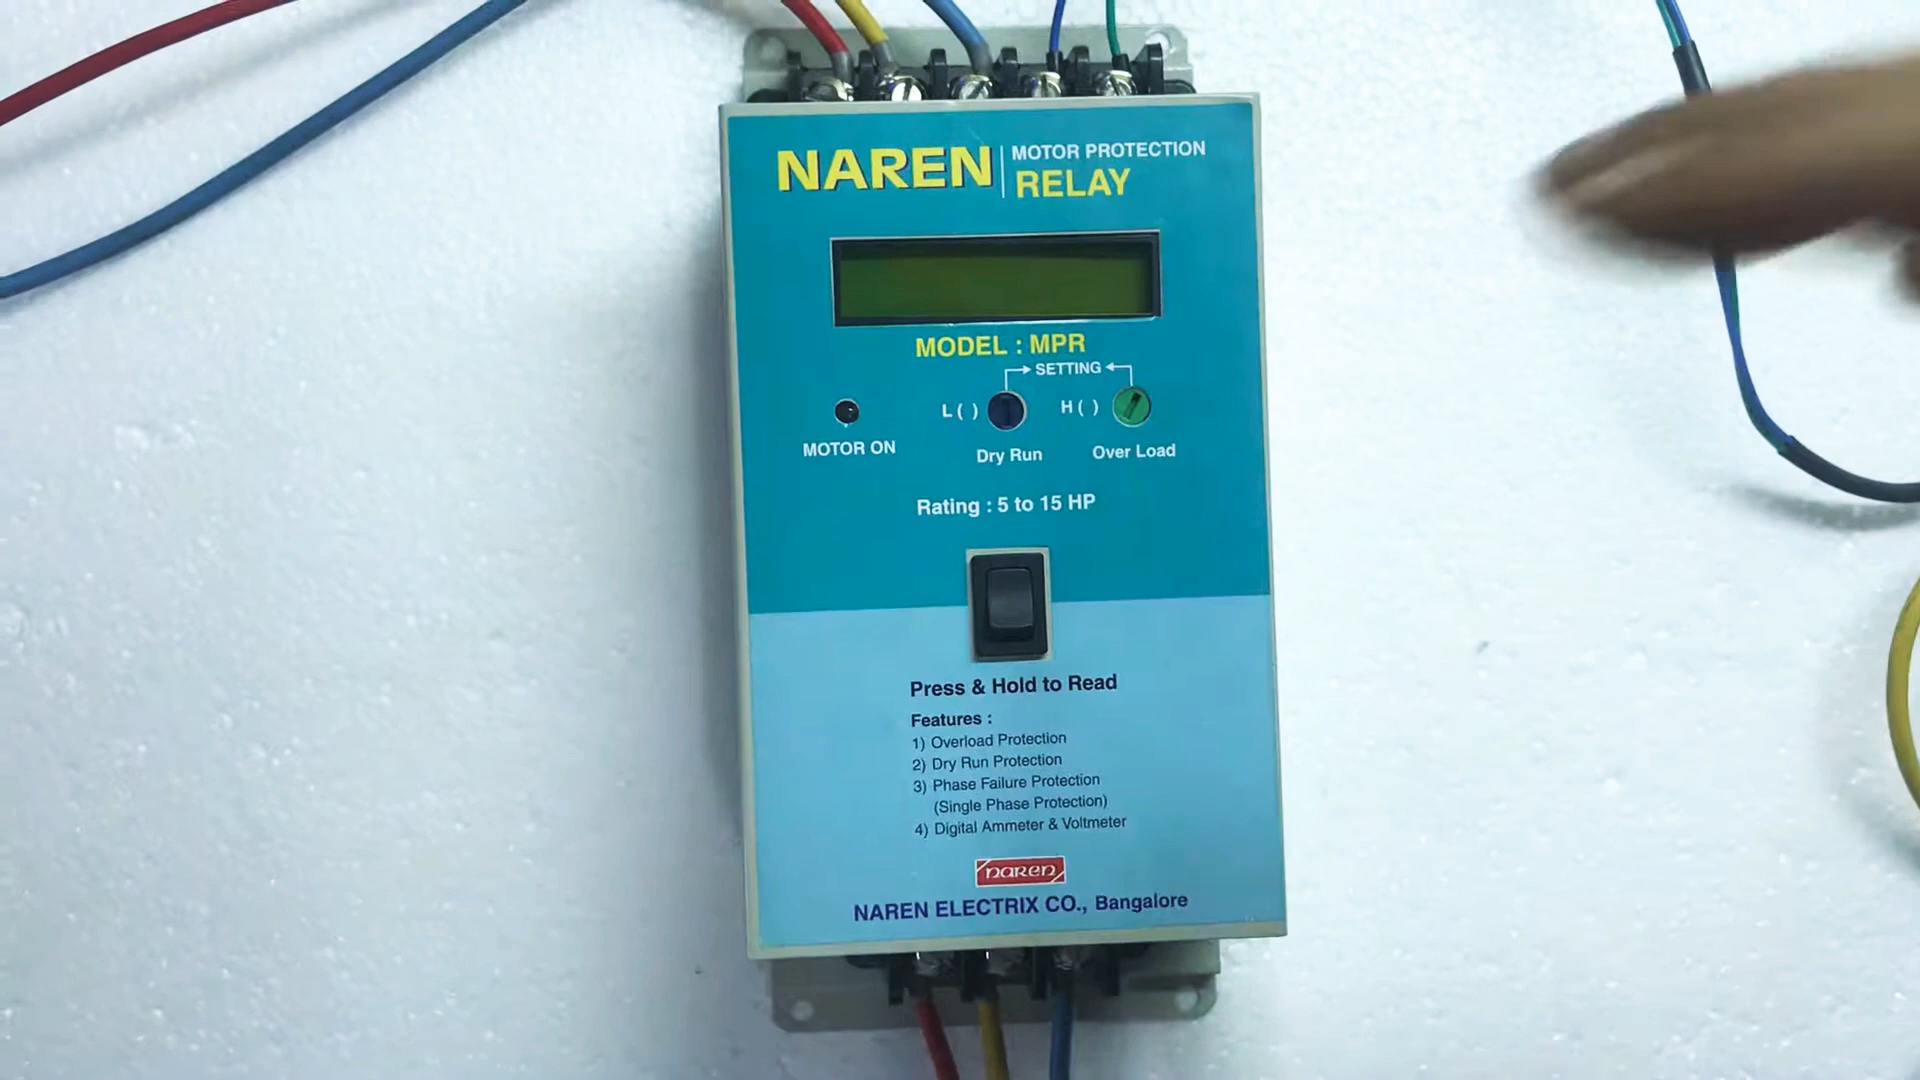 NAREN
MOTOR PROTECTION
RELAY
MODEL : MPR
SETTING
L ( )
H ( )
MOTOR ON
Dry Run
Over Load
Rating : 5 to 15 HP
Press & Hold to Read
Features :
1) Overload Protection
2) Dry Run Protection
3) Phase Failure Protection
(Single Phase Protection)
4) Digital Ammeter & Voltmeter
naren
NAREN ELECTRIX CO., Bangalore